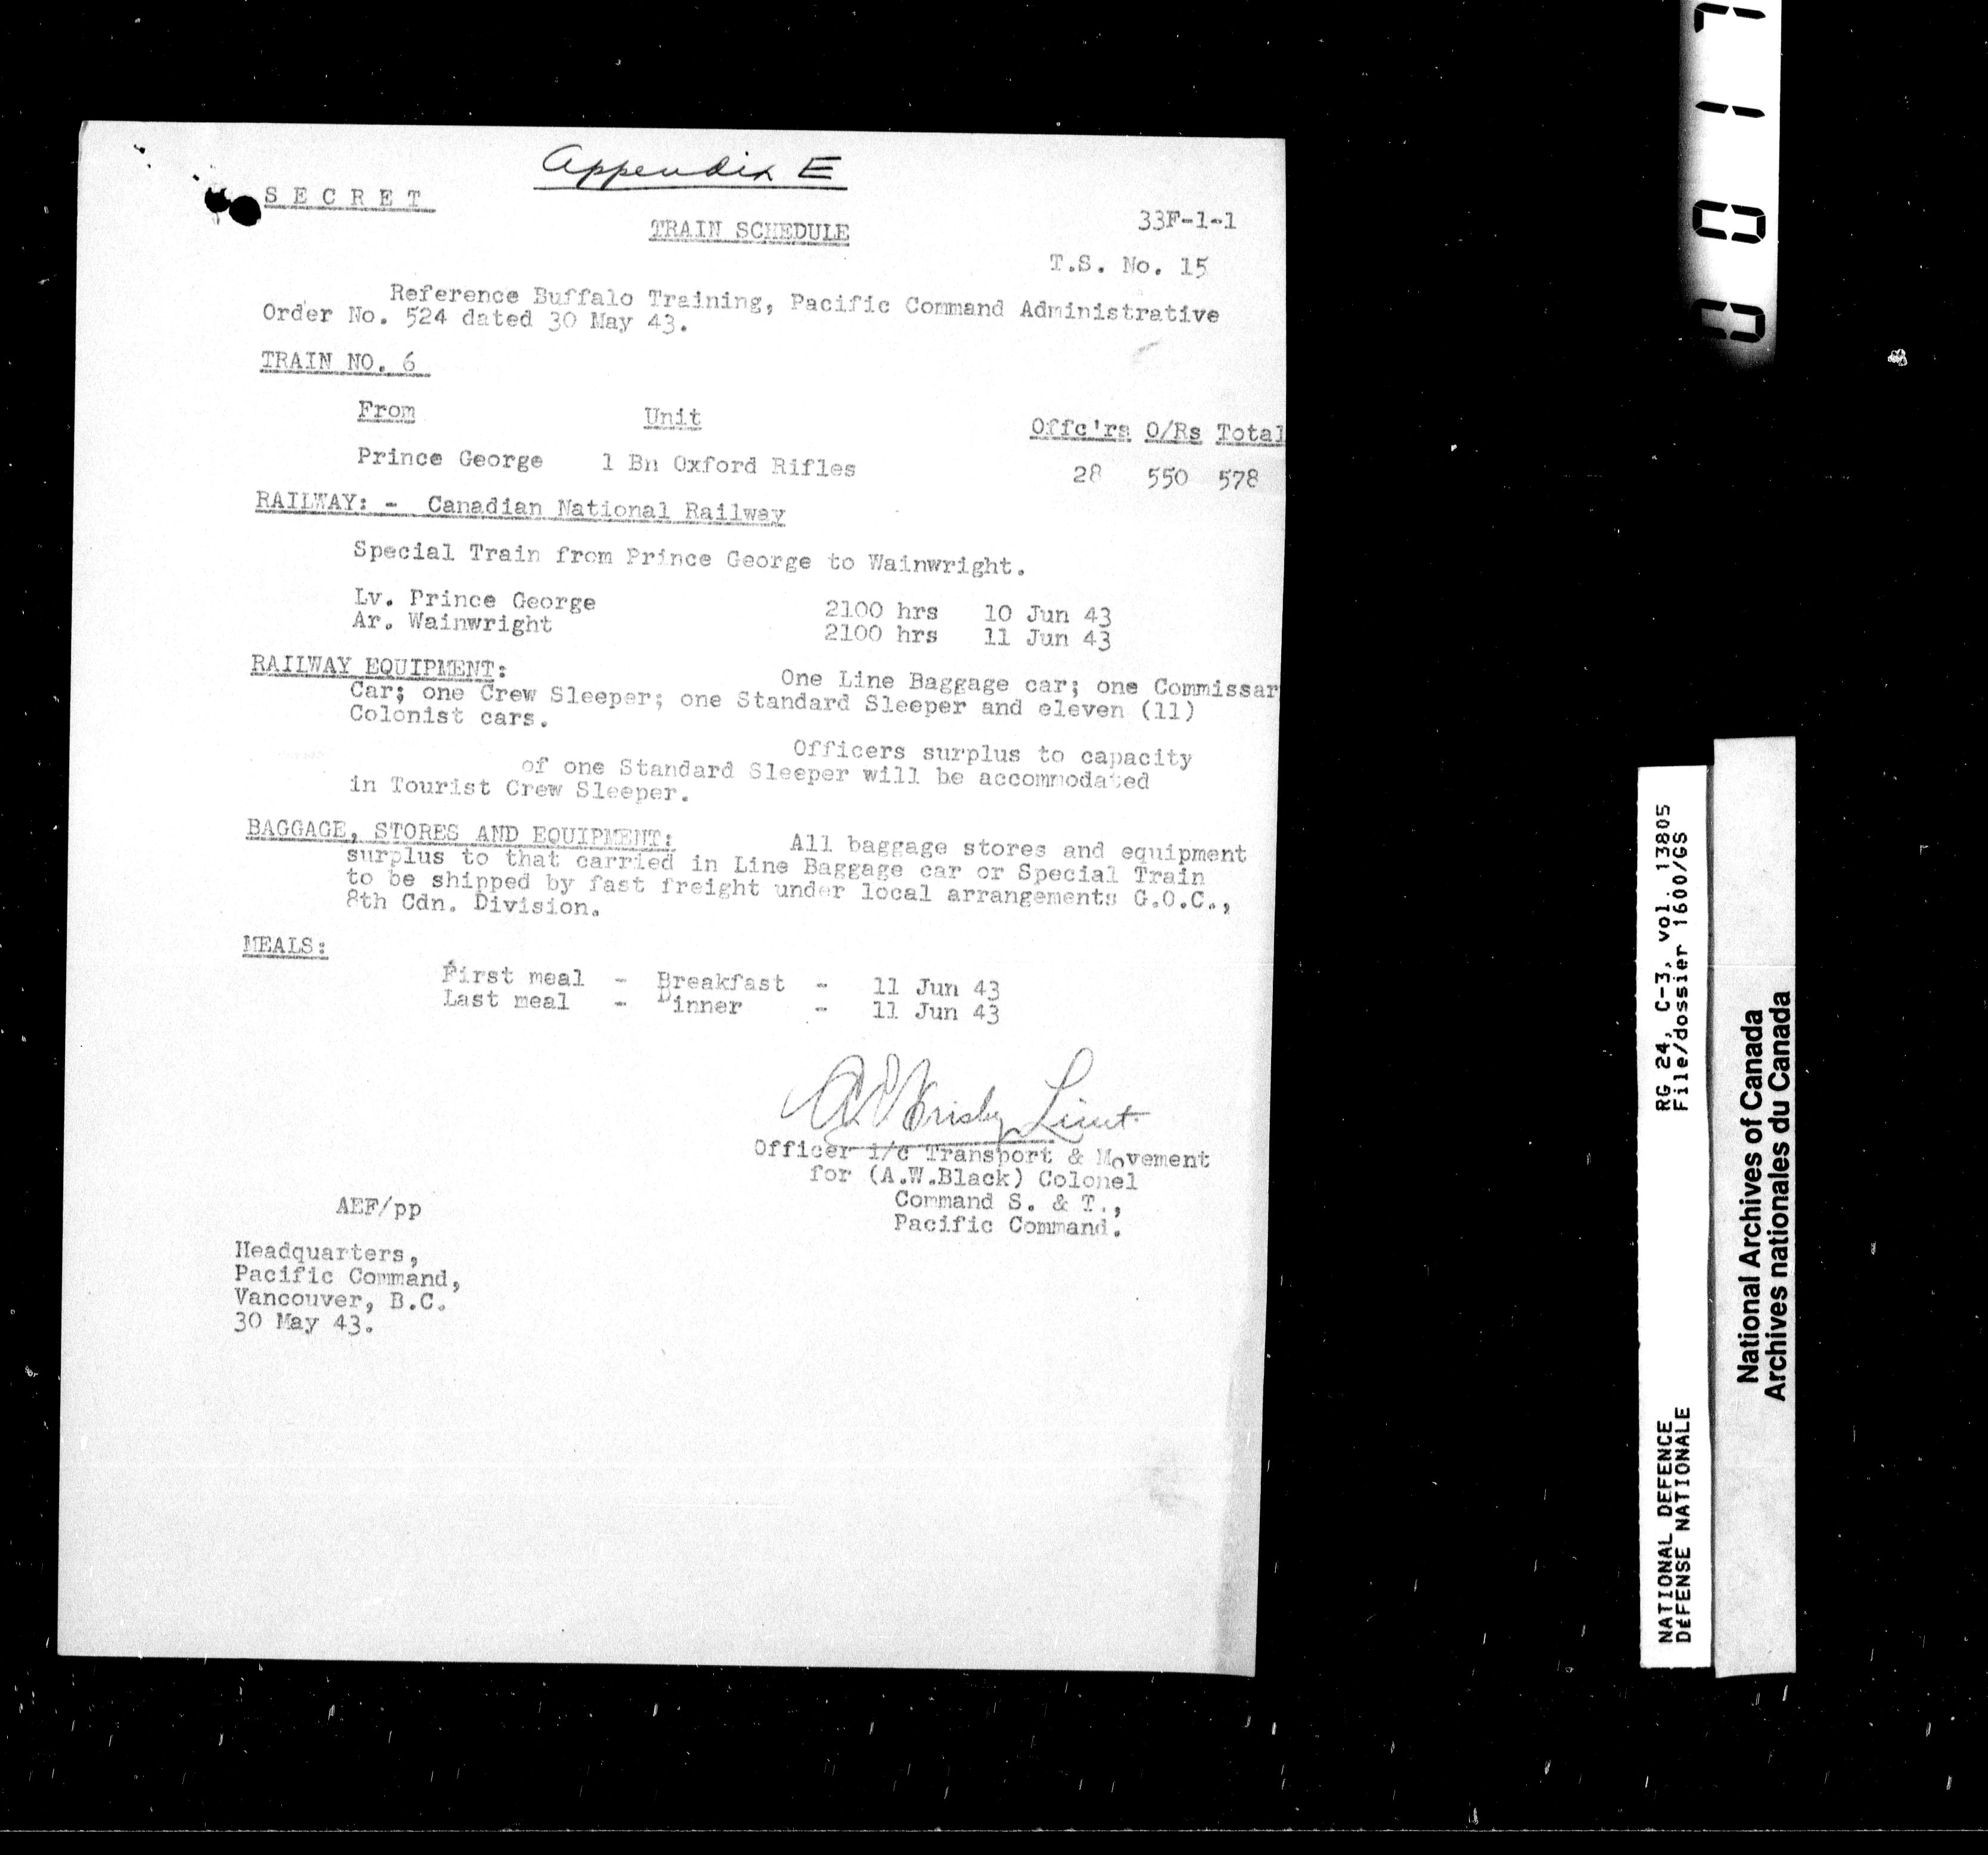 Appendix E
SECRET
33F-1-1
TRAIN SCHEDULE
T.S. No. 15
Reference Buffalo Training, Pacific Command Administrative
Order No. 524 dated 30 May 43.
TRAIN NO. 6
From Unit Offc'rs O/Rs Total
Prince George 1 Bn Oxford Rifles 28 550 578
RAILWAY: - Canadian National Railway
Special Train from Prince George to Wainwright.
Lv. Prince George 2100 hrs 10 Jun 43
Ar. Wainwright 2100 hrs 11 Jun 43
RAILWAY EQUIPMENT: One Line Baggage car; one Commissar
Car; one Crew Sleeper; one Standard Sleeper and eleven (11)
Colonist cars.
Officers surplus to capacity
of one Standard Sleeper will be accommodated
in Tourist Crew Sleeper.
BAGGAGE, STORES AND EQUIPMENT: All baggage stores and equipment
surplus to that carried in Line Baggage car or Special Train
to be shipped by fast freight under local arrangements G.O.C.,
8th Cdn. Division.
MEALS:
First meal - Breakfast - 11 Jun 43
Last meal - Dinner - 11 Jun 43
Lieut.
Officer i/c Transport & Movement
for (A.W.Black) Colonel
Command S. & T.,
Pacific Command.
AEF/pp
Headquarters,
Pacific Command,
Vancouver, B.C.
30 May 43.
RG 24, C-3, vol. 13805
File/dossier 1600/GS
NATIONAL DEFENCE
DéFENSE NATIONALE
National Archives of Canada
Archives nationales du Canada